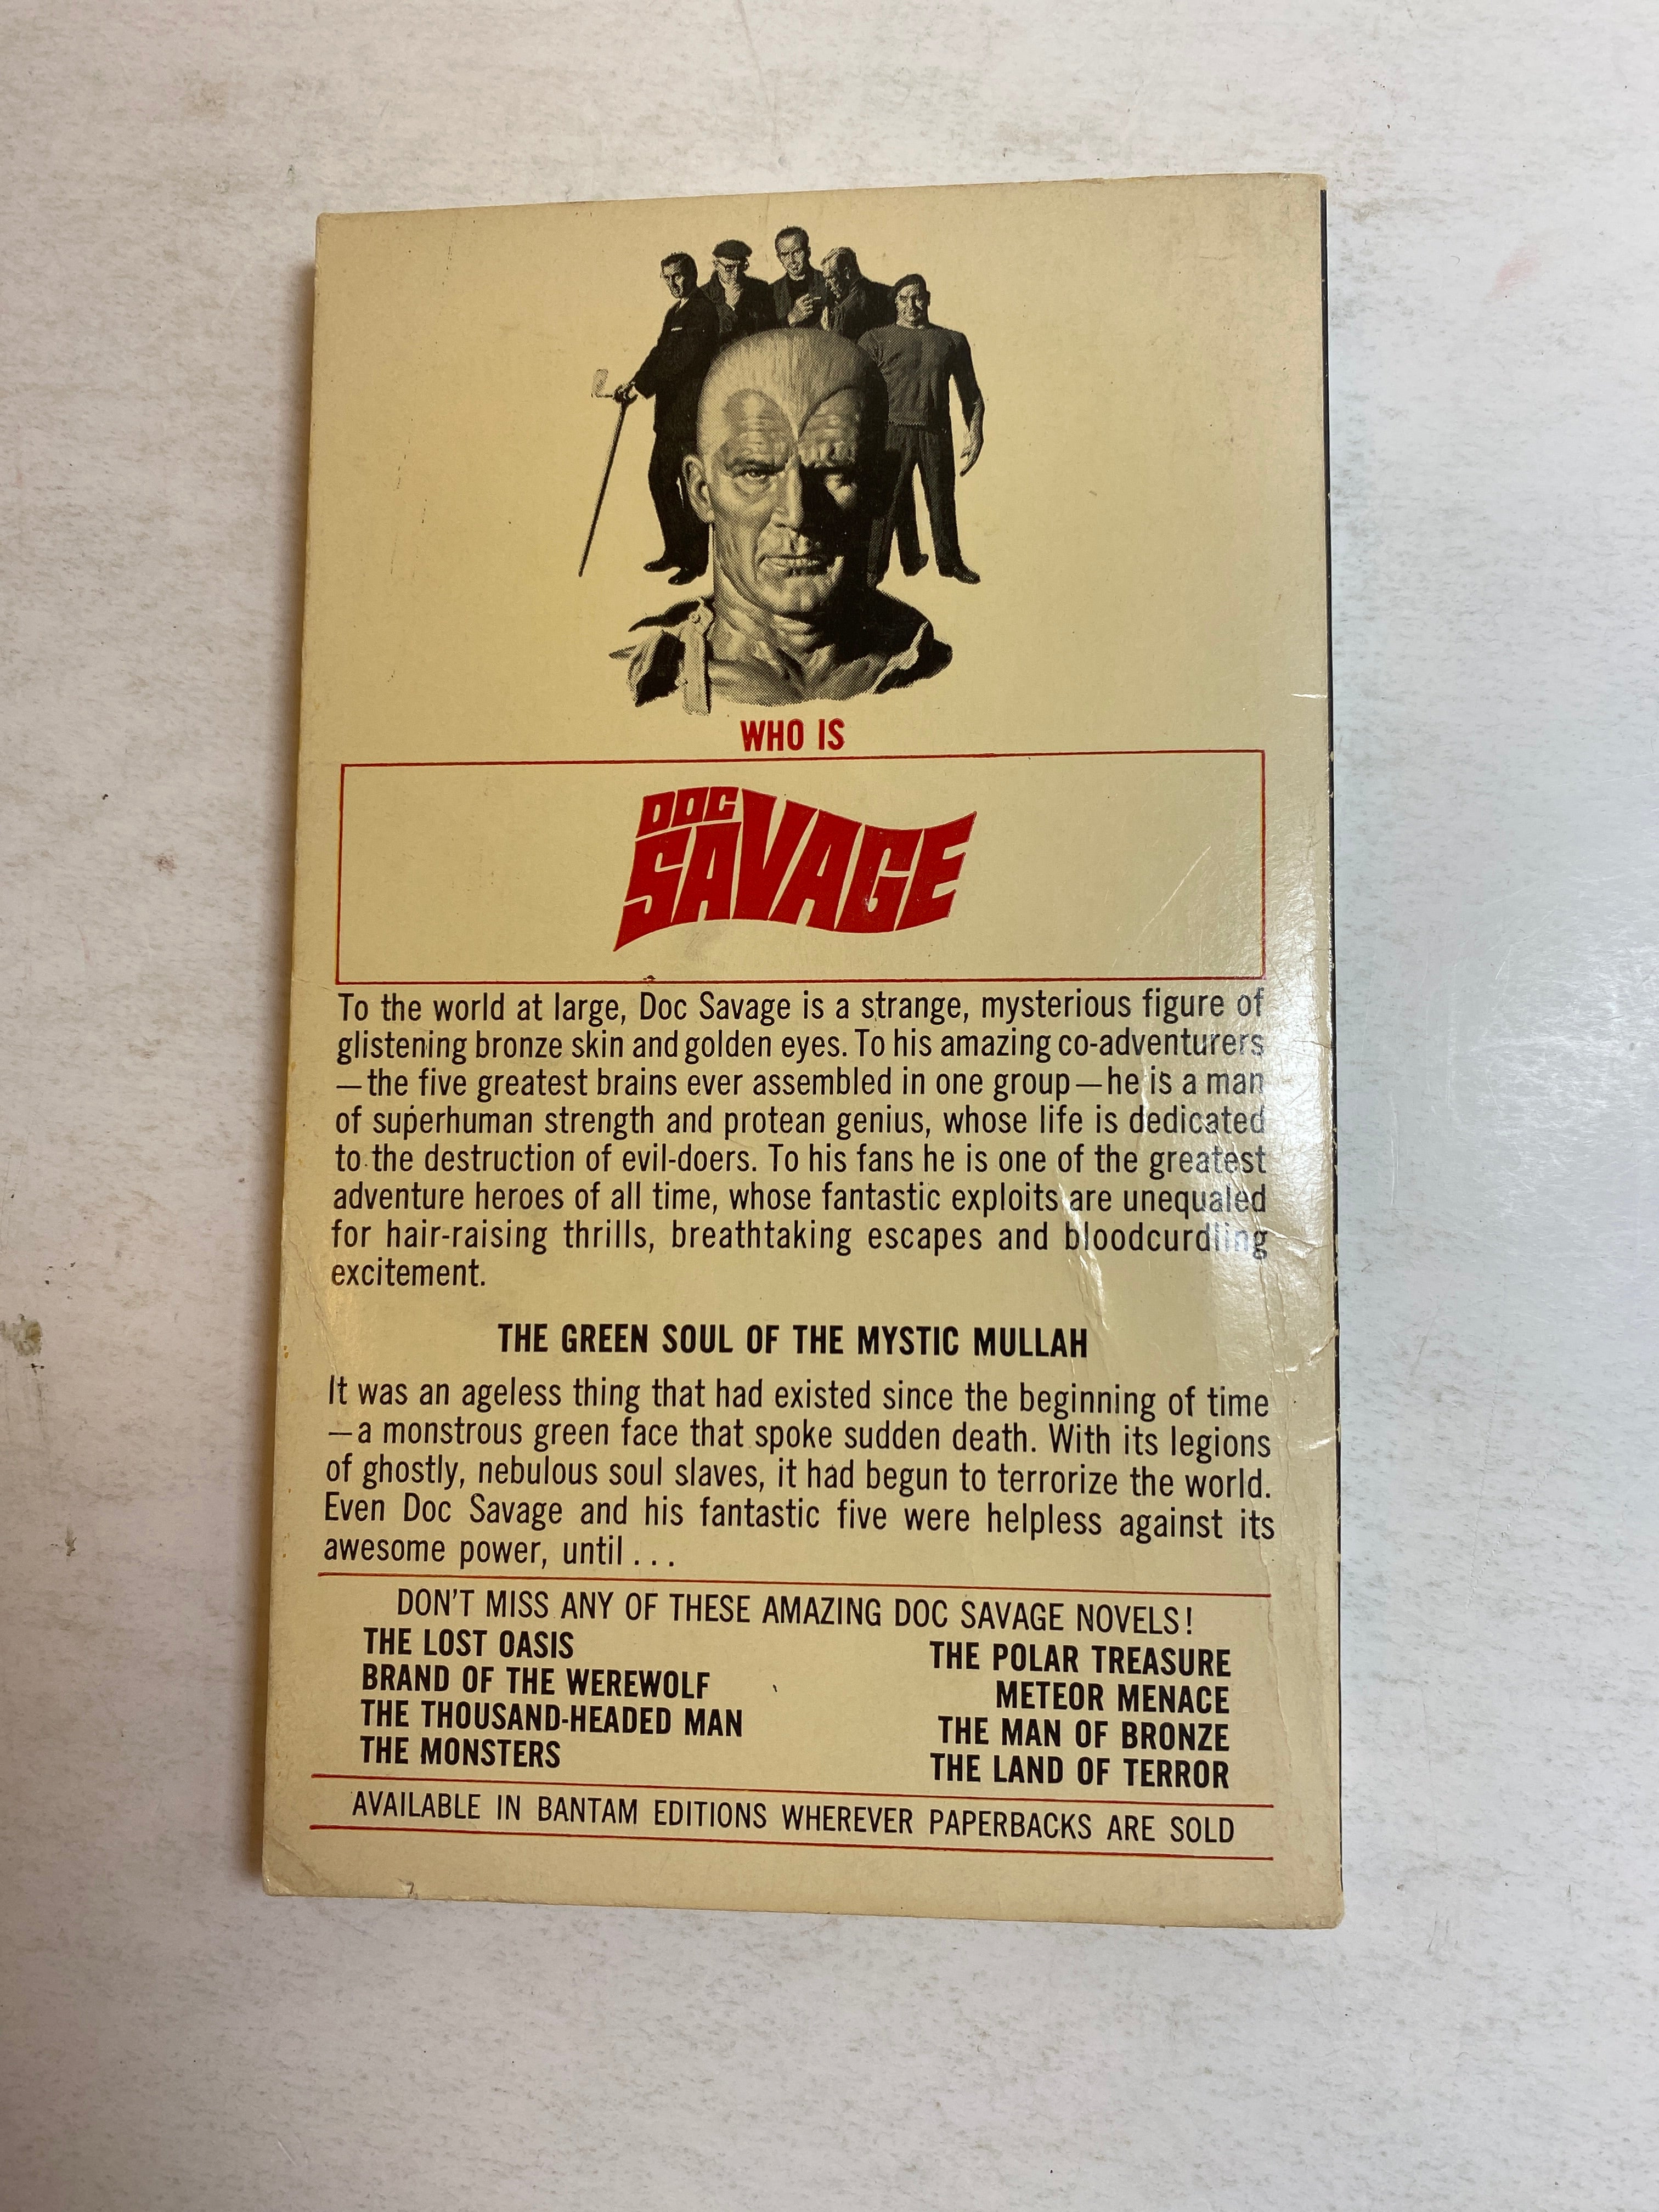 WHO IS
DOC
SAVAGE
To the world at large, Doc Savage is a strange, mysterious figure of
glistening bronze skin and golden eyes. To his amazing co-adventurers
—the five greatest brains ever assembled in one group—he is a man
of superhuman strength and protean genius, whose life is dedicated
to the destruction of evil-doers. To his fans he is one of the greatest
adventure heroes of all time, whose fantastic exploits are unequaled
for hair-raising thrills, breathtaking escapes and bloodcurdling
excitement.
THE GREEN SOUL OF THE MYSTIC MULLAH
It was an ageless thing that had existed since the beginning of time
—a monstrous green face that spoke sudden death. With its legions
of ghostly, nebulous soul slaves, it had begun to terrorize the world.
Even Doc Savage and his fantastic five were helpless against its
awesome power, until . . .
DON'T MISS ANY OF THESE AMAZING DOC SAVAGE NOVELS!
THE LOST OASIS
BRAND OF THE WEREWOLF
THE THOUSAND-HEADED MAN
THE MONSTERS
THE POLAR TREASURE
METEOR MENACE
THE MAN OF BRONZE
THE LAND OF TERROR
AVAILABLE IN BANTAM EDITIONS WHEREVER PAPERBACKS ARE SOLD